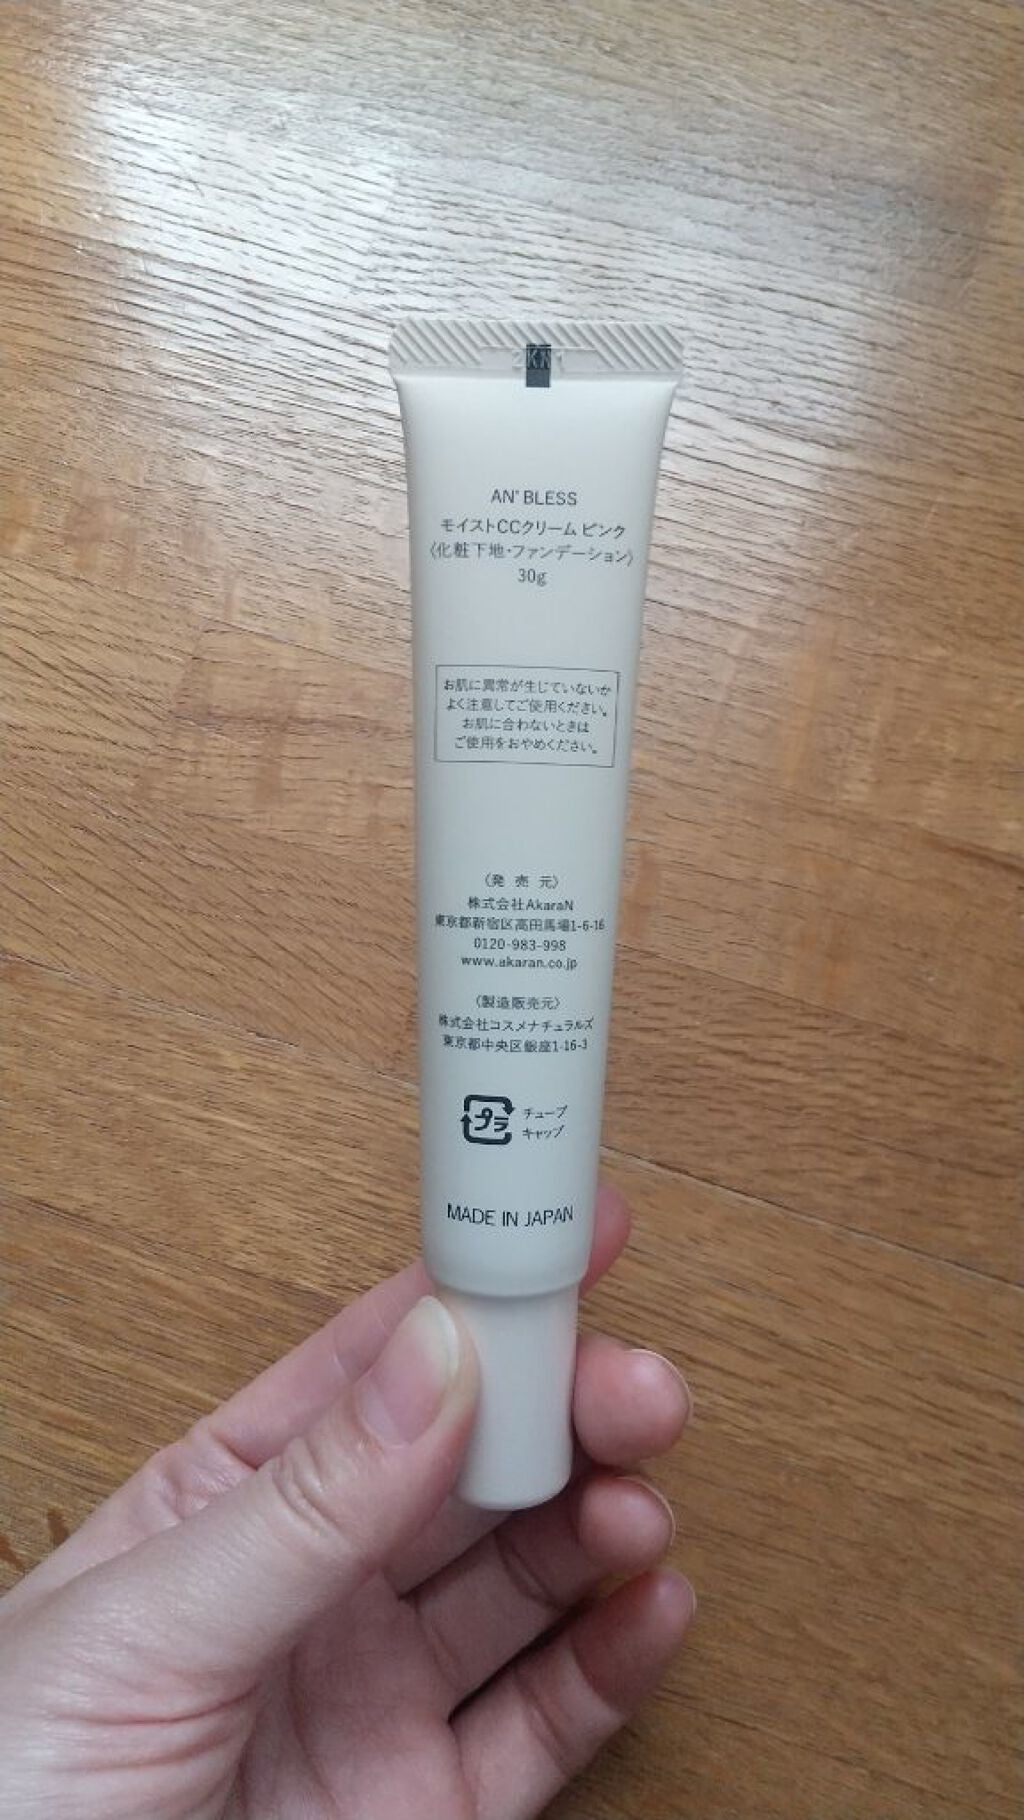 AN' BLESS
モイストCCクリーム ピンク
〈化粧下地・ファンデーション〉
30g
お肌に異常が生じていないか
よく注意してご使用ください。
お肌に合わないときは
ご使用をおやめください。
〈発 売 元〉
株式会社AkaraN
東京都新宿区高田馬場1-6-16
0120-983-998
www.akaran.co.jp
〈製造販売元〉
株式会社コスメナチュラルズ
東京都中央区銀座1-16-3
プラ
チューブ
キャップ
MADE IN JAPAN